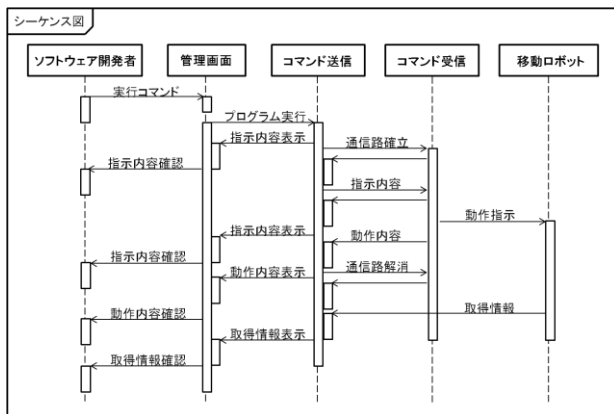 シーケンス図
ソフトウェア開発者
管理画面
コマンド送信
コマンド受信
移動ロボット
実行コマンド
プログラム実行
指示内容表示
通信路確立
指示内容確認
指示内容
動作指示
指示内容表示
動作内容
指示内容確認
動作内容表示
通信路解消
動作内容確認
取得情報
取得情報表示
取得情報確認